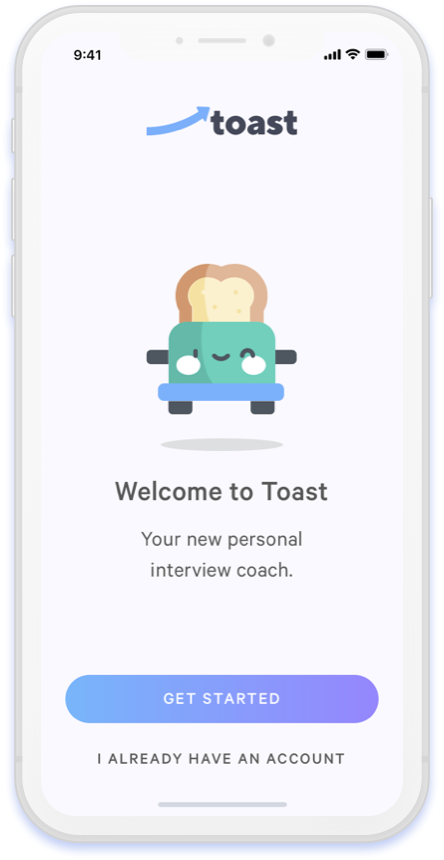 9:41
toast
Welcome to Toast
Your new personal
interview coach.
GET STARTED
I ALREADY HAVE AN ACCOUNT